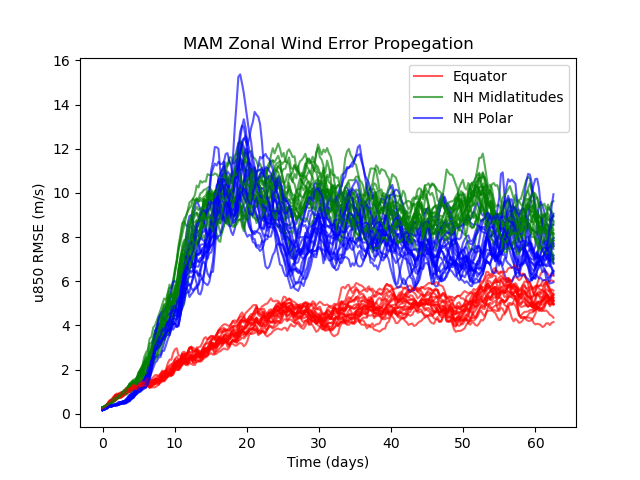 MAM Zonal Wind Error Propegation
16
14
12
10
8
6
4
2
0
u850 RMSE (m/s)
Equator
NH Midlatitudes
NH Polar
0 10 20 30 40 50 60
Time (days)